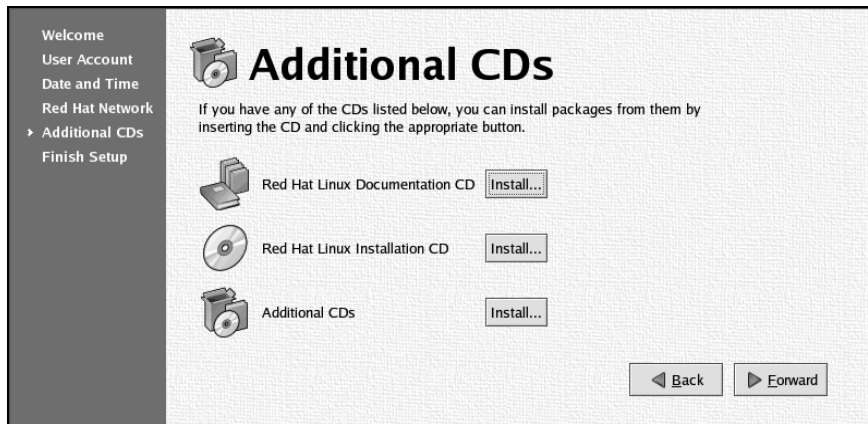 Welcome
User Account
Date and Time
Red Hat Network
Additional CDs
Finish Setup
Additional CDs
If you have any of the CDs listed below, you can install packages from them by
inserting the CD and clicking the appropriate button.
Red Hat Linux Documentation CD Install...
Red Hat Linux Installation CD Install...
Additional CDs Install...
Back Forward